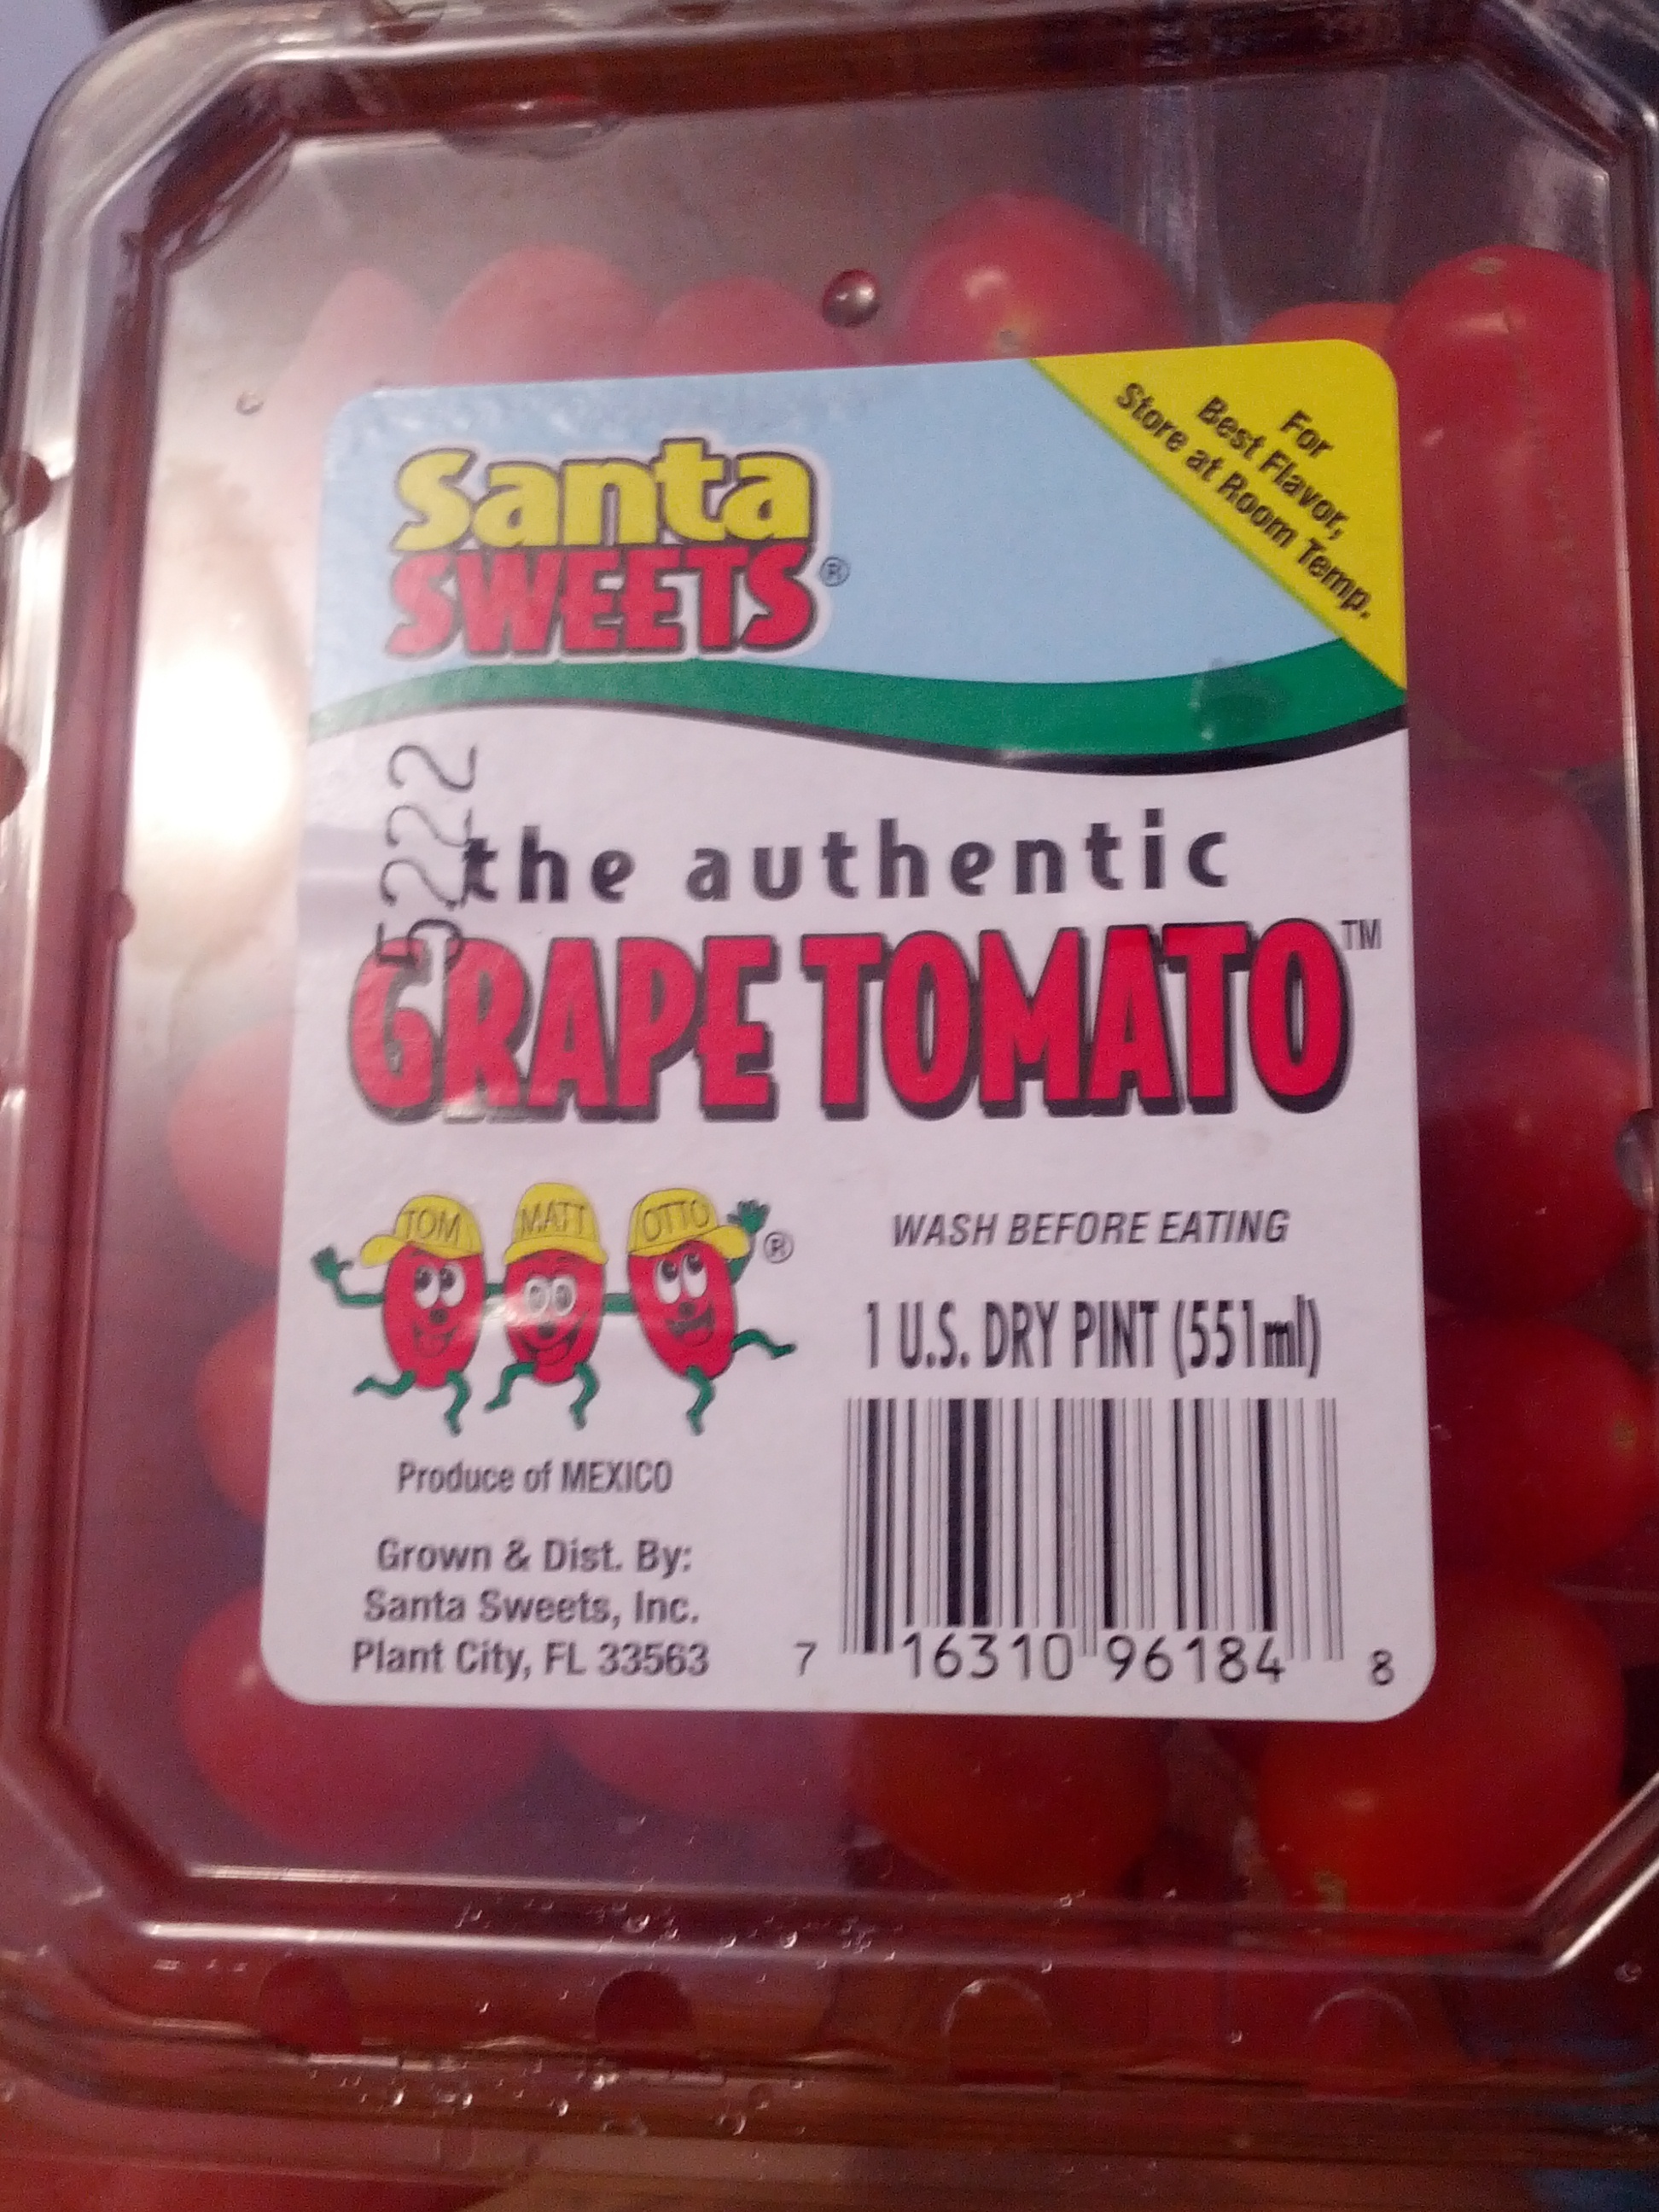 For
Best Flavor,
Store at Room Temp.
Santa
SWEETS®
5222
the authentic
GRAPE TOMATO™
TOM MATT OTTO ®
WASH BEFORE EATING
1 U.S. DRY PINT (551ml)
Produce of MEXICO
Grown & Dist. By:
Santa Sweets, Inc.
Plant City, FL 33563
7 16310 96184 8